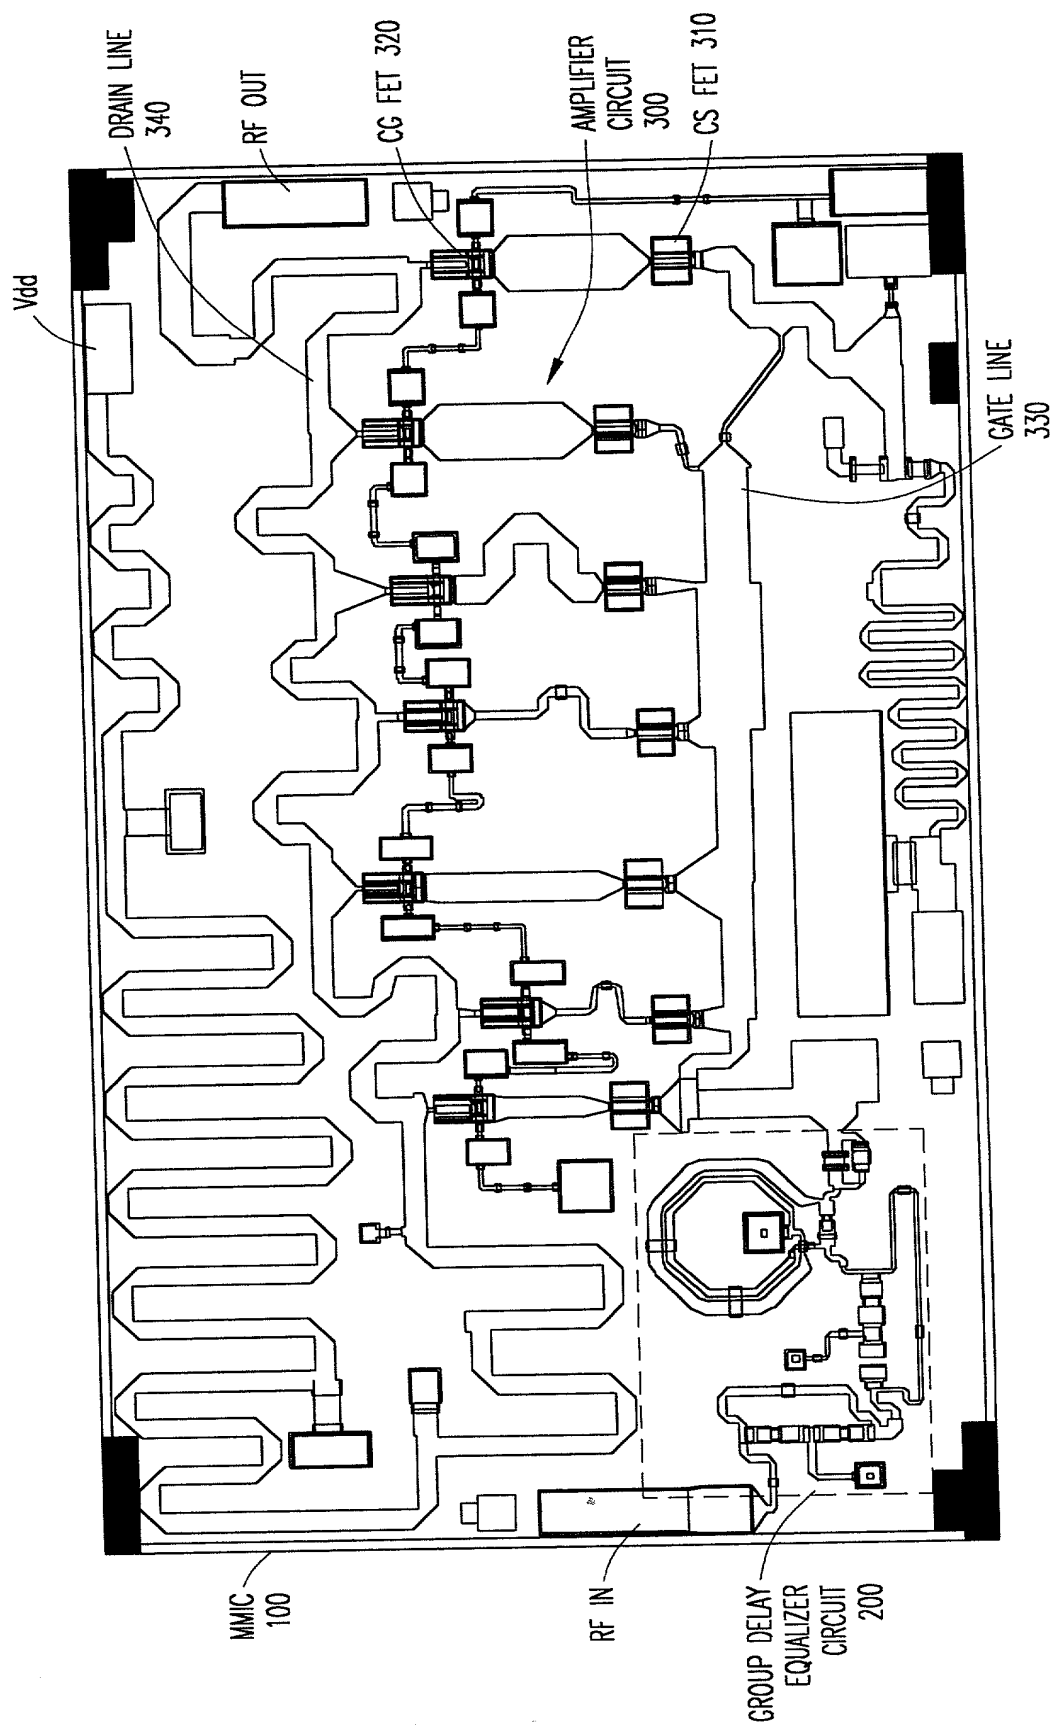 DRAIN LINE
340
RF OUT
CG FET 320
AMPLIFIER
CIRCUIT
300
CS FET 310
Vdd
GATE LINE
330
MMIC
100
RF IN
GROUP DELAY
EQUALIZER
CIRCUIT
200